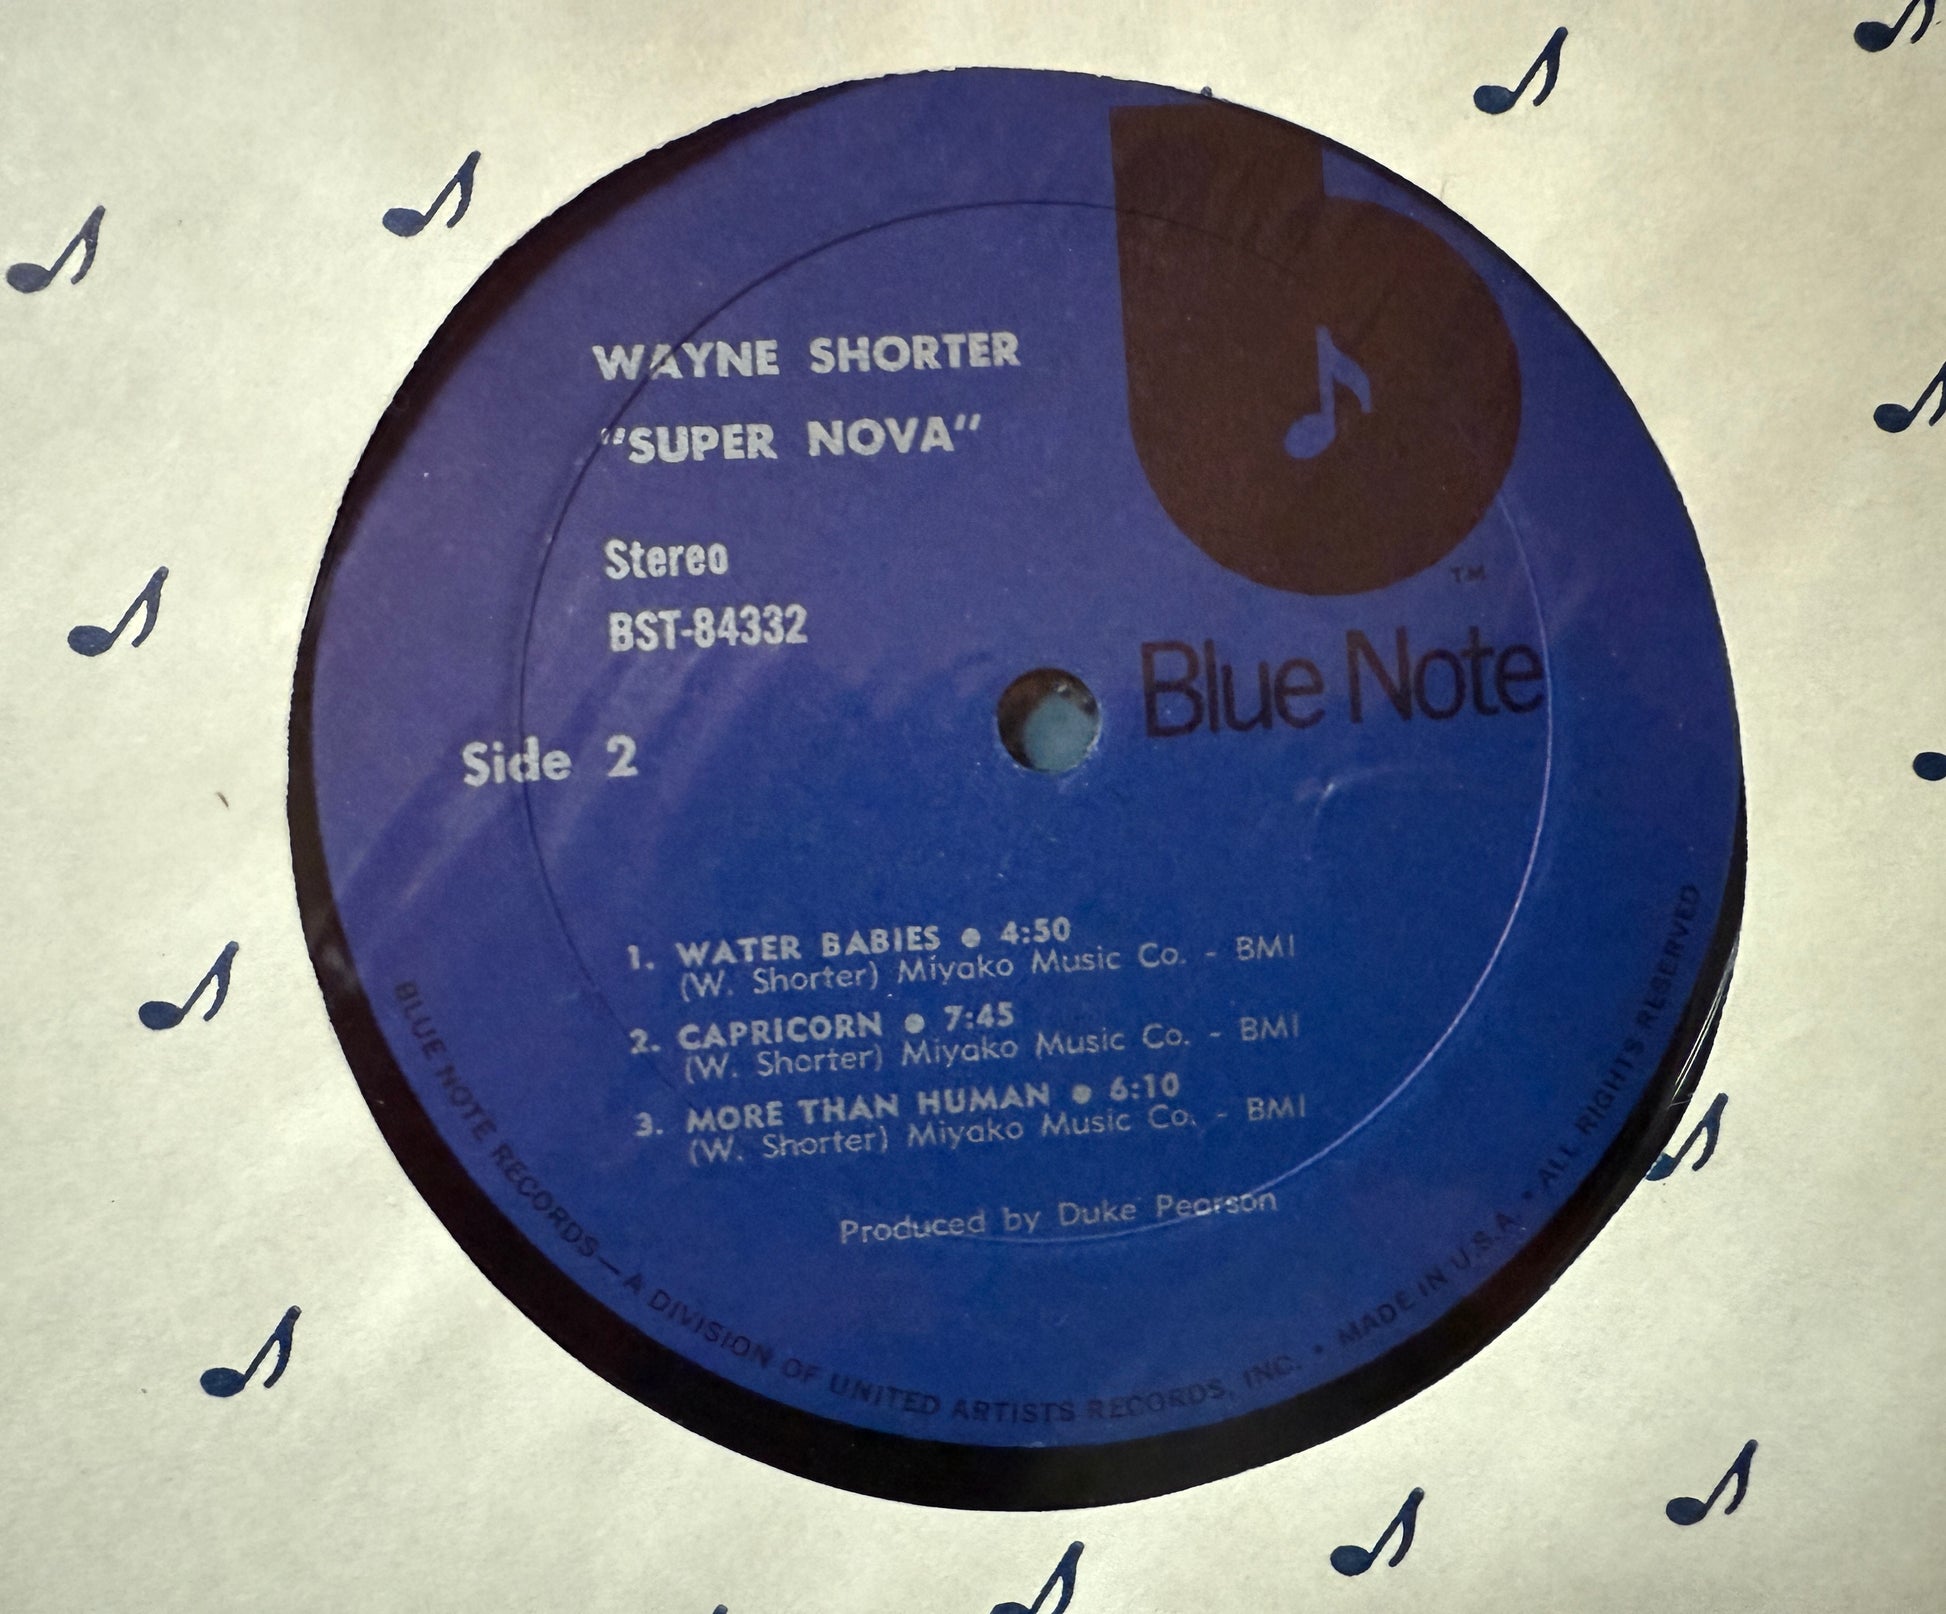 WAYNE SHORTER
"SUPER NOVA"
Stereo
BST-84332
TM
Blue Note
Side 2
1. WATER BABIES ● 4:50
(W. Shorter) Miyako Music Co. - BMI
2. CAPRICORN ● 7:45
(W. Shorter) Miyako Music Co. - BMI
3. MORE THAN HUMAN ● 6:10
(W. Shorter) Miyako Music Co. - BMI
Produced by Duke Pearson
BLUE NOTE RECORDS—A DIVISION OF UNITED ARTISTS RECORDS, INC. • MADE IN U.S.A. • ALL RIGHTS RESERVED